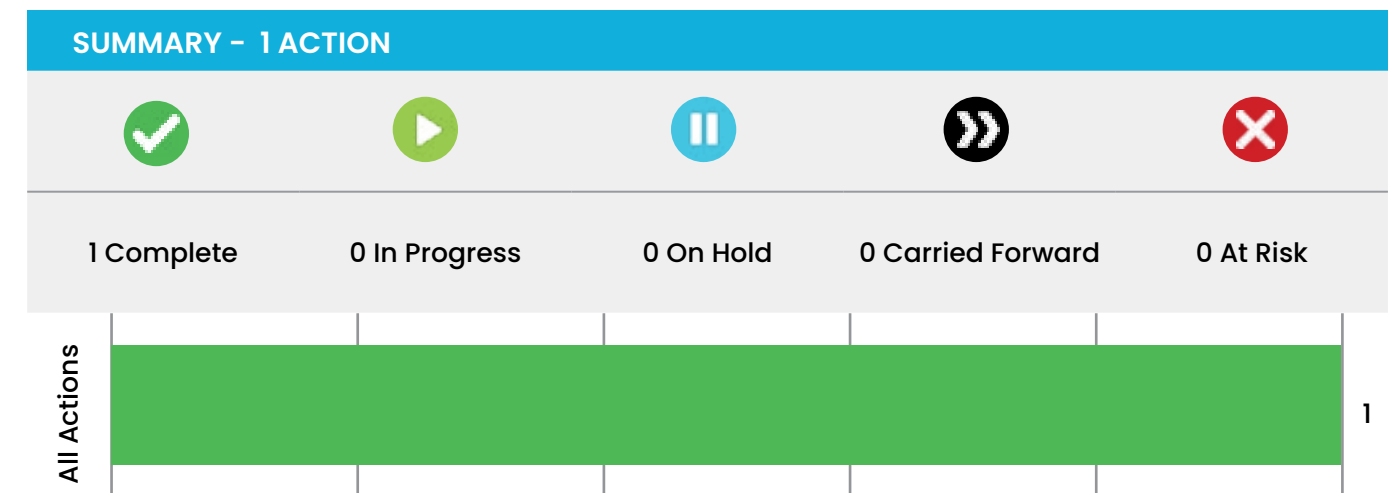 SUMMARY - 1 ACTION
1 Complete 0 In Progress 0 On Hold 0 Carried Forward 0 At Risk
All Actions
1